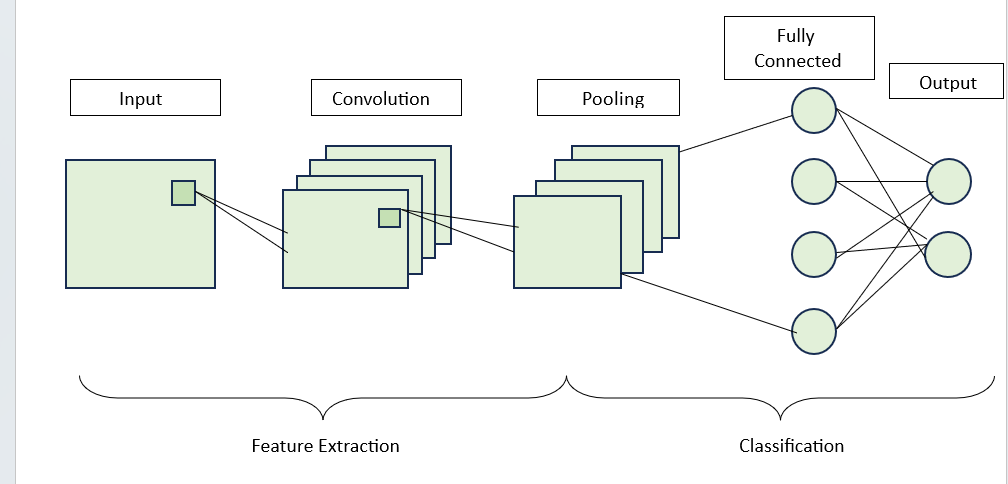 Input
Convolution
Pooling
Fully
Connected
Output
Feature Extraction
Classification